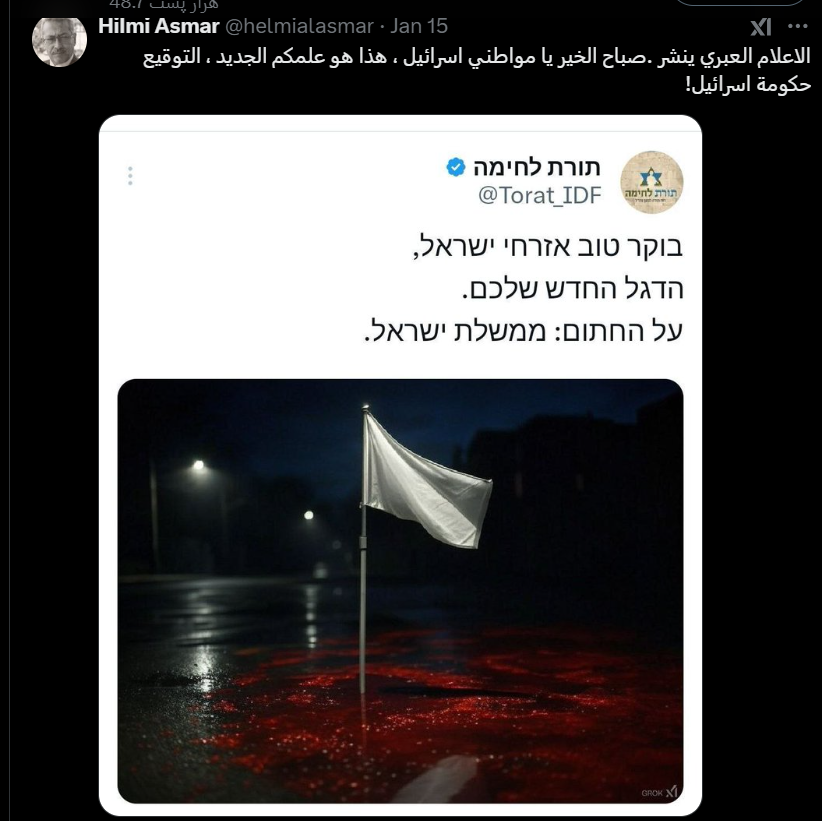 48.7 هزار پست
Hilmi Asmar @helmialasmar · Jan 15
الاعلام العبري ينشر .صباح الخير يا مواطني اسرائيل ، هذا هو علمكم الجديد ، التوقيع
حكومة اسرائيل!
תורת לחימה
@Torat_IDF
תורת לחימה
בוקר טוב אזרחי ישראל,
הדגל החדש שלכם.
על החתום: ממשלת ישראל.
GROK